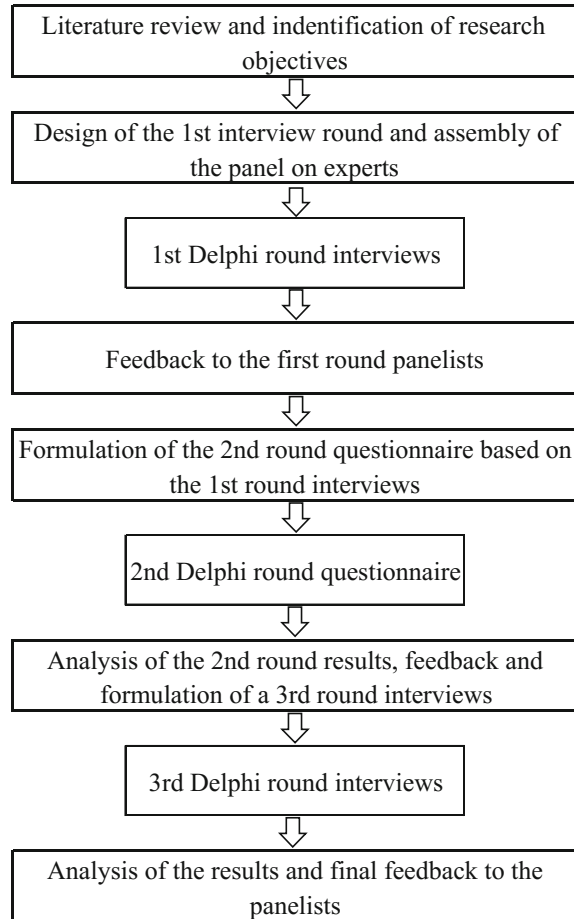 Literature review and indentification of research
objectives
Design of the 1st interview round and assembly of
the panel on experts
1st Delphi round interviews
Feedback to the first round panelists
Formulation of the 2nd round questionnaire based on
the 1st round interviews
2nd Delphi round questionnaire
Analysis of the 2nd round results, feedback and
formulation of a 3rd round interviews
3rd Delphi round interviews
Analysis of the results and final feedback to the
panelists